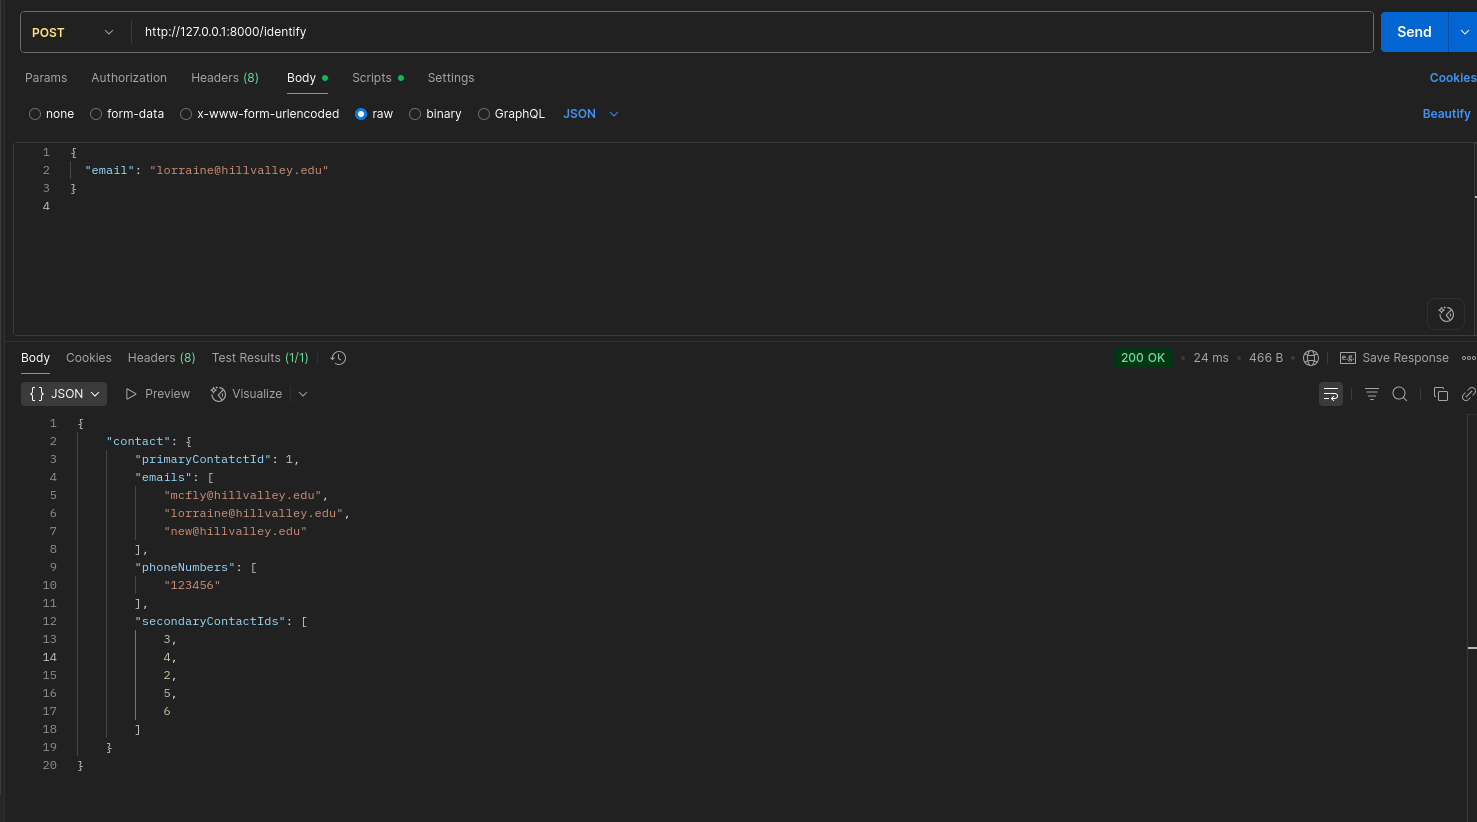 POST http://127.0.0.1:8000/identify Send
Params Authorization Headers (8) Body Scripts Settings Cookies
none form-data x-www-form-urlencoded raw binary GraphQL JSON Beautify
1 {
2 "email": "lorraine@hillvalley.edu"
3 }
4
Body Cookies Headers (8) Test Results (1/1) 200 OK 24 ms 466 B e.g. Save Response
{} JSON Preview Visualize
1 {
2 "contact": {
3 "primaryContatctId": 1,
4 "emails": [
5 "mcfly@hillvalley.edu",
6 "lorraine@hillvalley.edu",
7 "new@hillvalley.edu"
8 ],
9 "phoneNumbers": [
10 "123456"
11 ],
12 "secondaryContactIds": [
13 3,
14 4,
15 2,
16 5,
17 6
18 ]
19 }
20 }